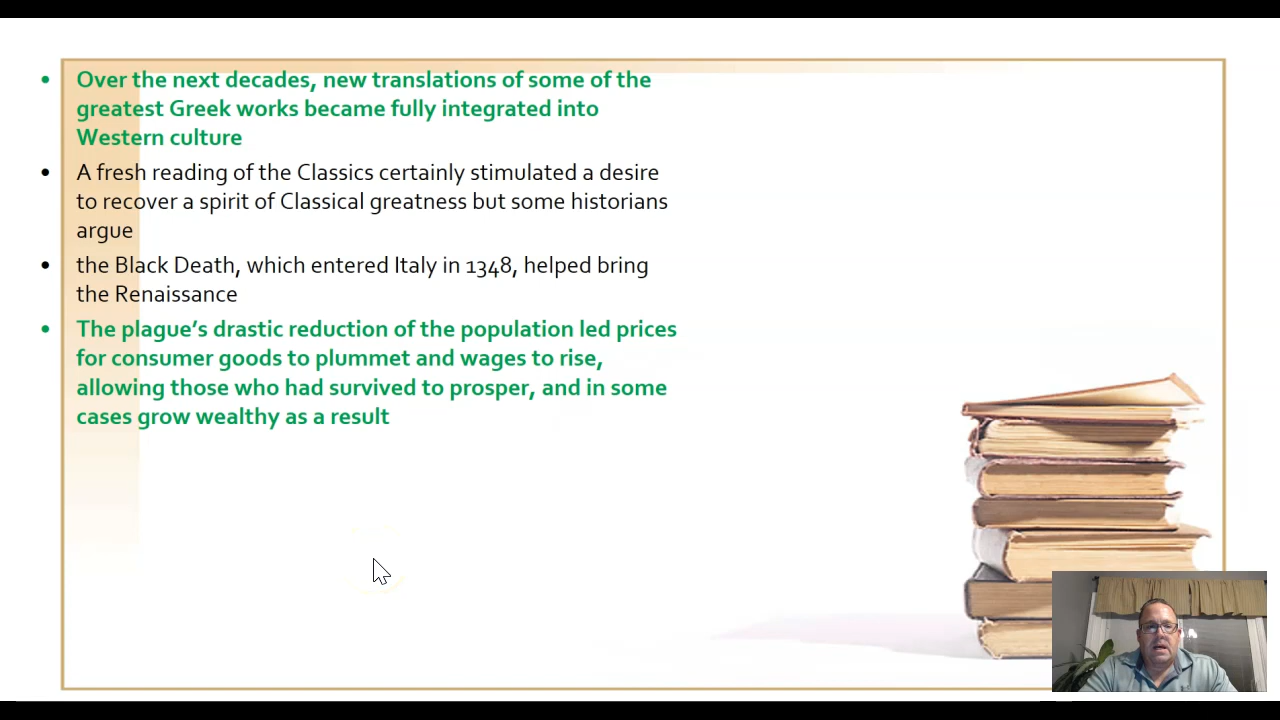 • Over the next decades, new translations of some of the
greatest Greek works became fully integrated into
Western culture
• A fresh reading of the Classics certainly stimulated a desire
to recover a spirit of Classical greatness but some historians
argue
• the Black Death, which entered Italy in 1348, helped bring
the Renaissance
• The plague’s drastic reduction of the population led prices
for consumer goods to plummet and wages to rise,
allowing those who had survived to prosper, and in some
cases grow wealthy as a result